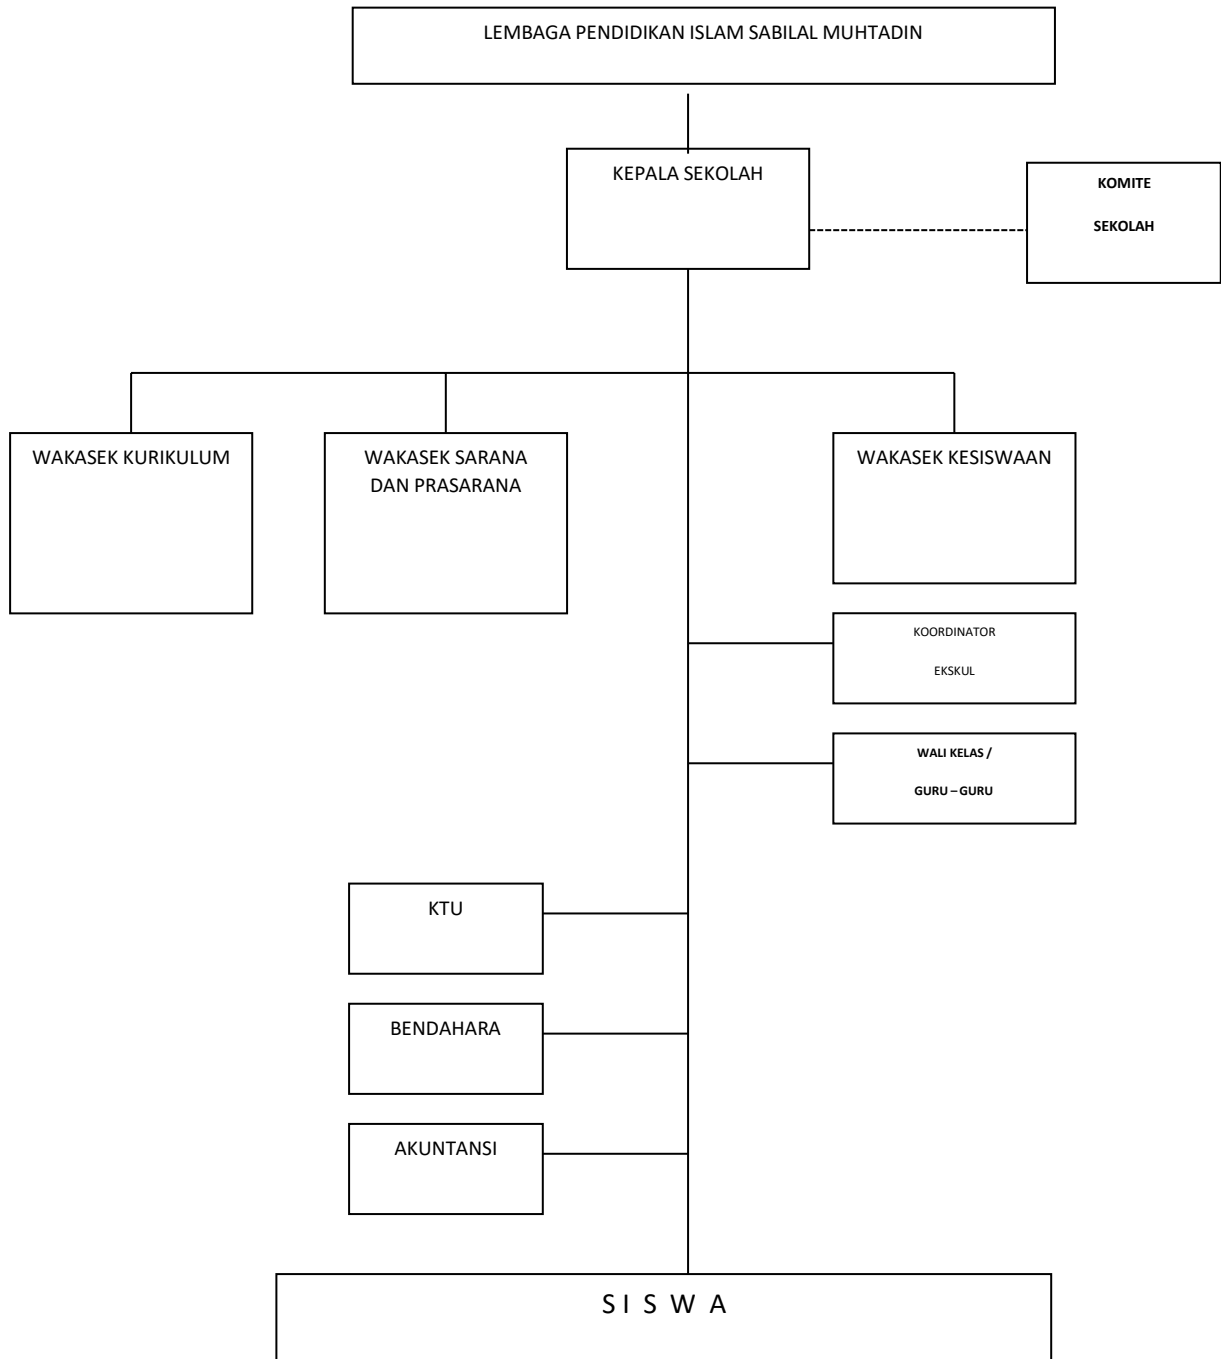 LEMBAGA PENDIDIKAN ISLAM SABILAL MUHTADIN
KEPALA SEKOLAH
KOMITE
SEKOLAH
WAKASEK KURIKULUM
WAKASEK SARANA
DAN PRASARANA
WAKASEK KESISWAAN
KOORDINATOR
EKSKUL
WALI KELAS /
GURU – GURU
KTU
BENDAHARA
AKUNTANSI
S I S W A